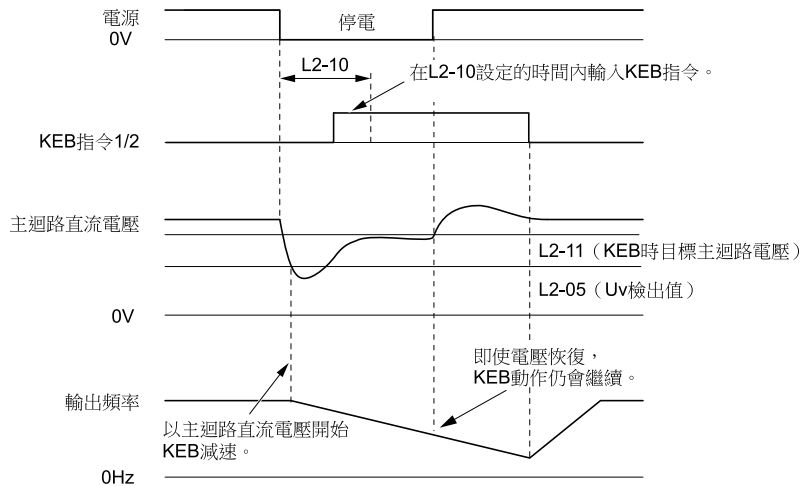 電源
0V
停電
L2-10
在L2-10設定的時間內輸入KEB指令。
KEB指令1/2
主迴路直流電壓
L2-11（KEB時目標主迴路電壓）
L2-05（Uv檢出值）
0V
即使電壓恢復，
KEB動作仍會繼續。
輸出頻率
以主迴路直流電壓開始
KEB減速。
0Hz